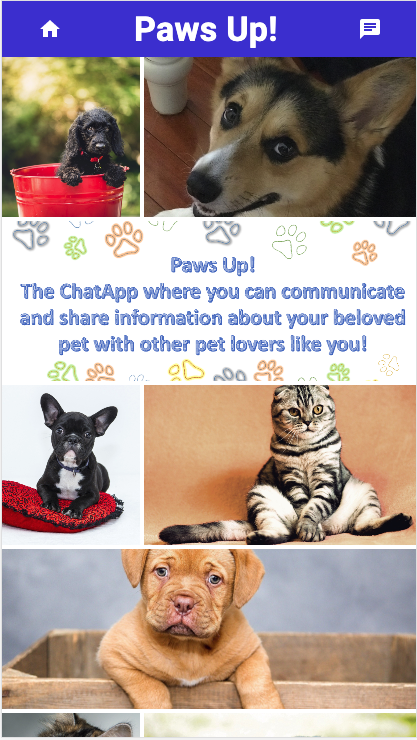 Paws Up!
Paws Up!
The ChatApp where you can communicate
and share information about your beloved
pet with other pet lovers like you!